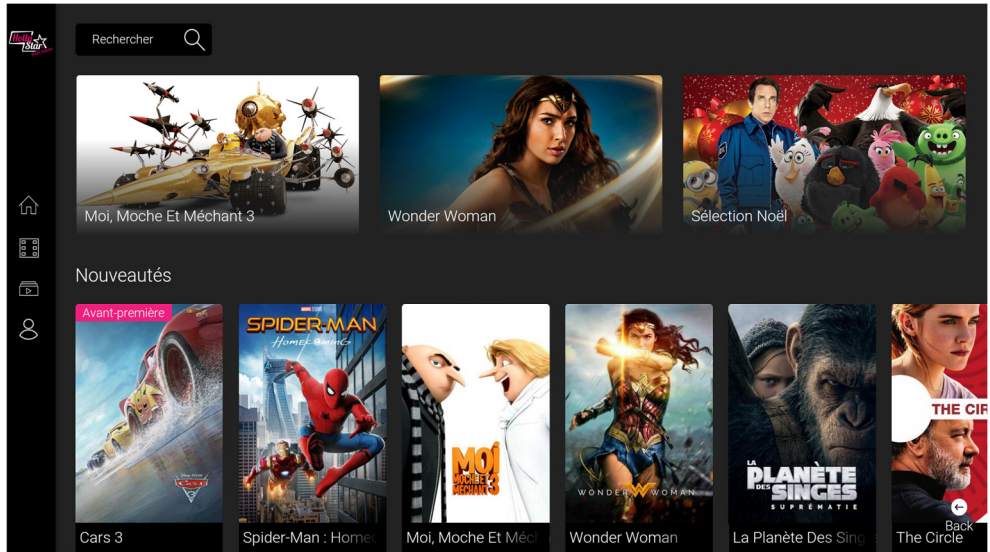 Holly
Star
Rechercher
Moi, Moche Et Méchant 3
Wonder Woman
Sélection Noël
Nouveautés
Avant-première
SPIDER-MAN
HOMECOMING
MOI
MOCHE ET
MÉCHANT 3
WONDER WOMAN
LA
PLANÈTE
DES SINGES
SUPRÉMATIE
THE CIR
Back
Cars 3
Spider-Man : Homec
Moi, Moche Et Méch
Wonder Woman
La Planète Des Sing
The Circle